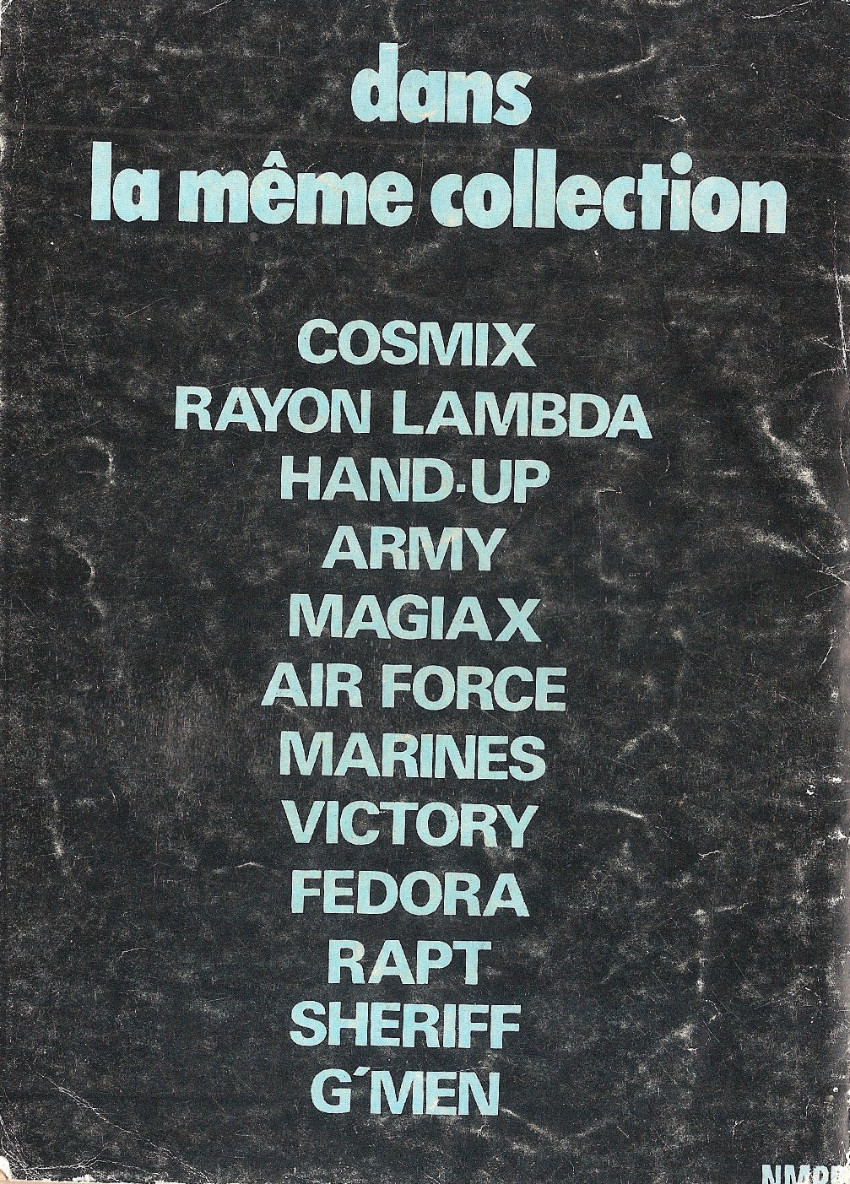 dans
la même collection
COSMIX
RAYON LAMBDA
HAND-UP
ARMY
MAGIAX
AIR FORCE
MARINES
VICTORY
FEDORA
RAPT
SHERIFF
G´MEN